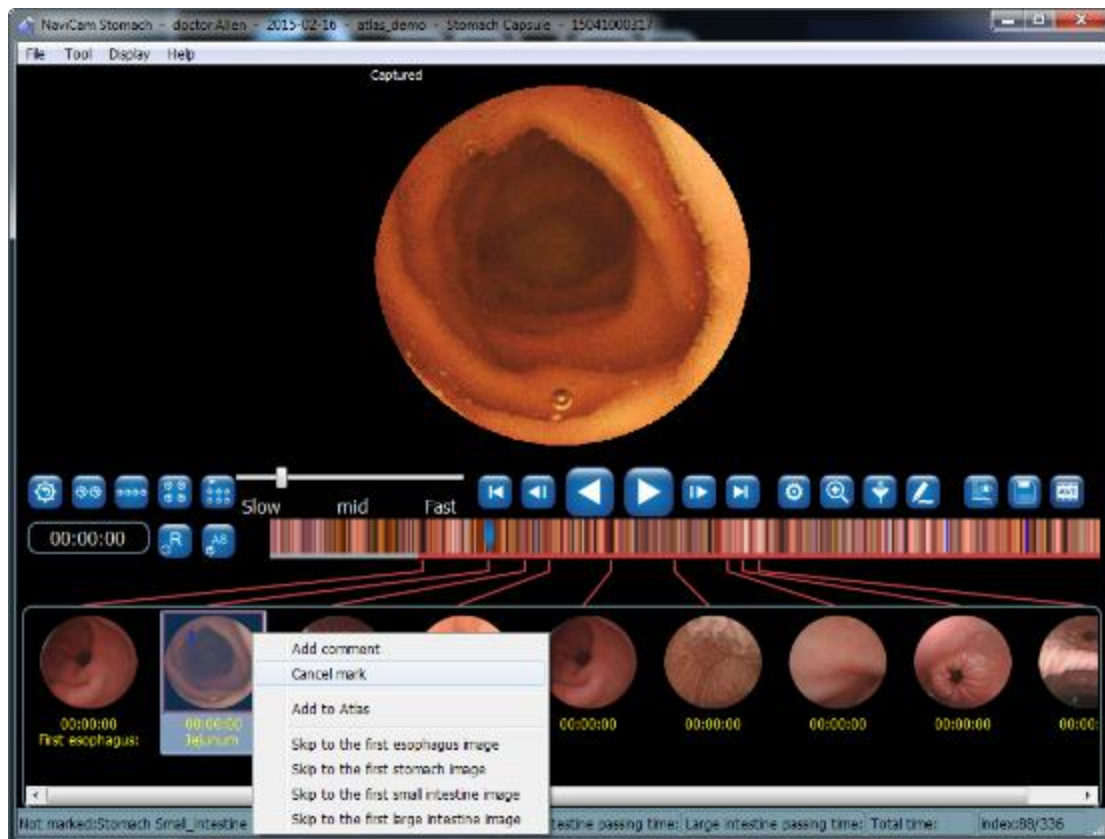 NaviCam Stomach - doctor Allen - 2015-02-16 - atlas_demo - Stomach Capsule - 15041000317
File Tool Display Help
Captured
Slow mid Fast
00:00:00 R AS
00:00:00 00:00:00 00:00:00 00:00:00 00:00:00 00:00:00 00:00:
First esophagus: Jejunum
Add comment
Cancel mark
Add to Atlas
Skip to the first esophagus image
Skip to the first stomach image
Skip to the first small intestine image
Skip to the first large intestine image
Not marked:Stomach Small_intestine testine passing time: Large intestine passing time: Total time: index:88/336